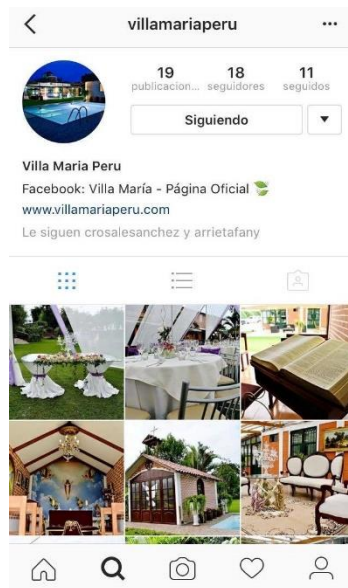 villamariaperu
19 18 11
publicacion... seguidores seguidos
Siguiendo
Villa Maria Peru
Facebook: Villa María - Página Oficial
www.villamariaperu.com
Le siguen crosalesanchez y arrietafany